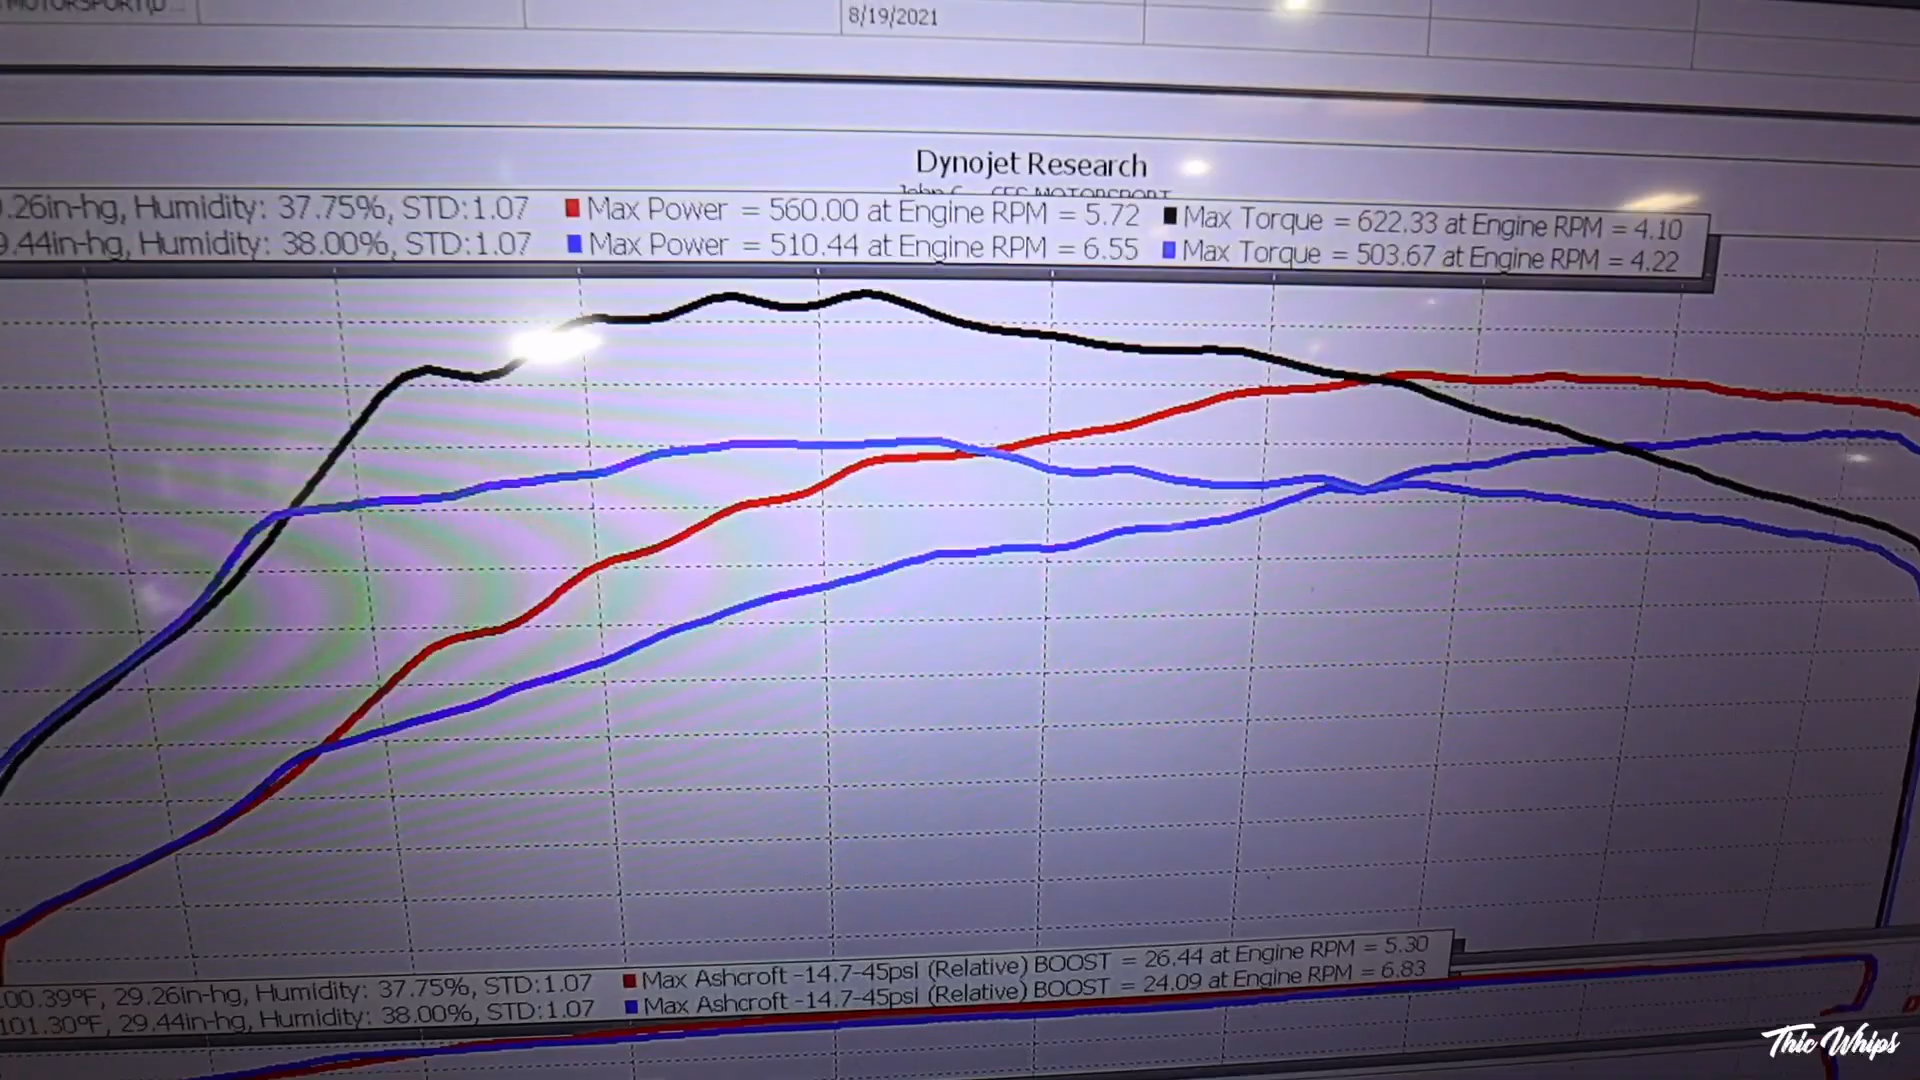 8/19/2021
Dynojet Research
.26in-hg, Humidity: 37.75%, STD:1.07 Max Power = 560.00 at Engine RPM = 5.72 Max Torque = 622.33 at Engine RPM = 4.10
9.44in-hg, Humidity: 38.00%, STD:1.07 Max Power = 510.44 at Engine RPM = 6.55 Max Torque = 503.67 at Engine RPM = 4.22
00.39°F, 29.26in-hg, Humidity: 37.75%, STD:1.07 Max Ashcroft -14.7-45psI (Relative) BOOST = 26.44 at Engine RPM = 5.30
101.30°F, 29.44in-hg, Humidity: 38.00%, STD:1.07 Max Ashcroft -14.7-45psI (Relative) BOOST = 24.09 at Engine RPM = 6.83
Thic Whips